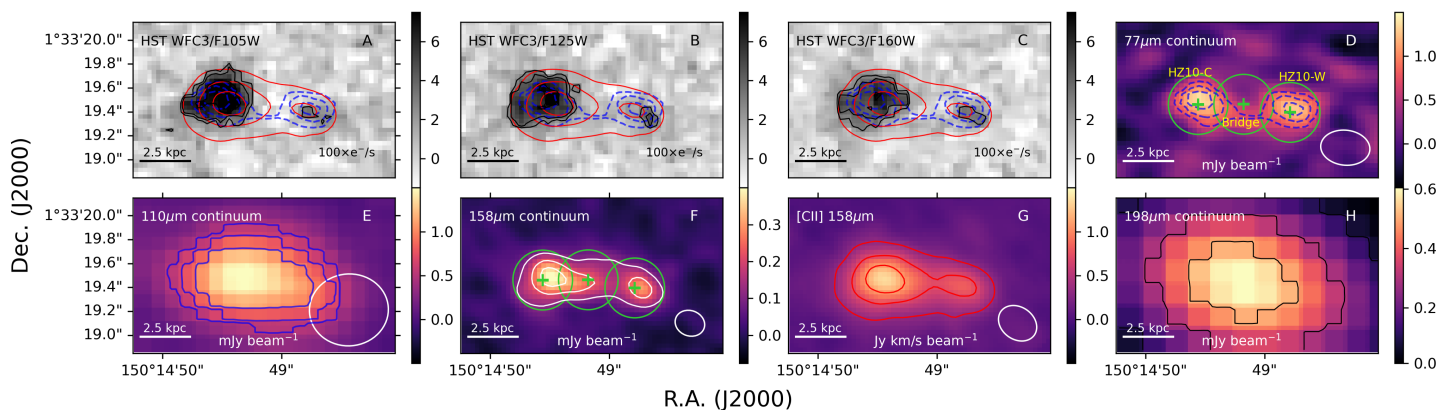 HST WFC3/F105W A
2.5 kpc 100×e⁻/s
6
4
2
0
HST WFC3/F125W B
2.5 kpc 100×e⁻/s
6
4
2
0
HST WFC3/F160W C
2.5 kpc 100×e⁻/s
6
4
2
0
77μm continuum D
HZ10-C HZ10-W
Bridge
2.5 kpc mJy beam⁻¹
1.0
0.5
0.0
1°33'20.0"
19.8"
19.6"
19.4"
19.2"
19.0"
110μm continuum E
2.5 kpc mJy beam⁻¹
1.0
0.5
0.0
158μm continuum F
2.5 kpc mJy beam⁻¹
0.3
0.2
0.1
0.0
[CII] 158μm G
2.5 kpc Jy km/s beam⁻¹
1.0
0.5
0.0
198μm continuum H
2.5 kpc mJy beam⁻¹
0.6
0.4
0.2
0.0
1°33'20.0"
19.8"
19.6"
19.4"
19.2"
19.0"
150°14'50" 49"
150°14'50" 49"
150°14'50" 49"
150°14'50" 49"
Dec. (J2000)
R.A. (J2000)